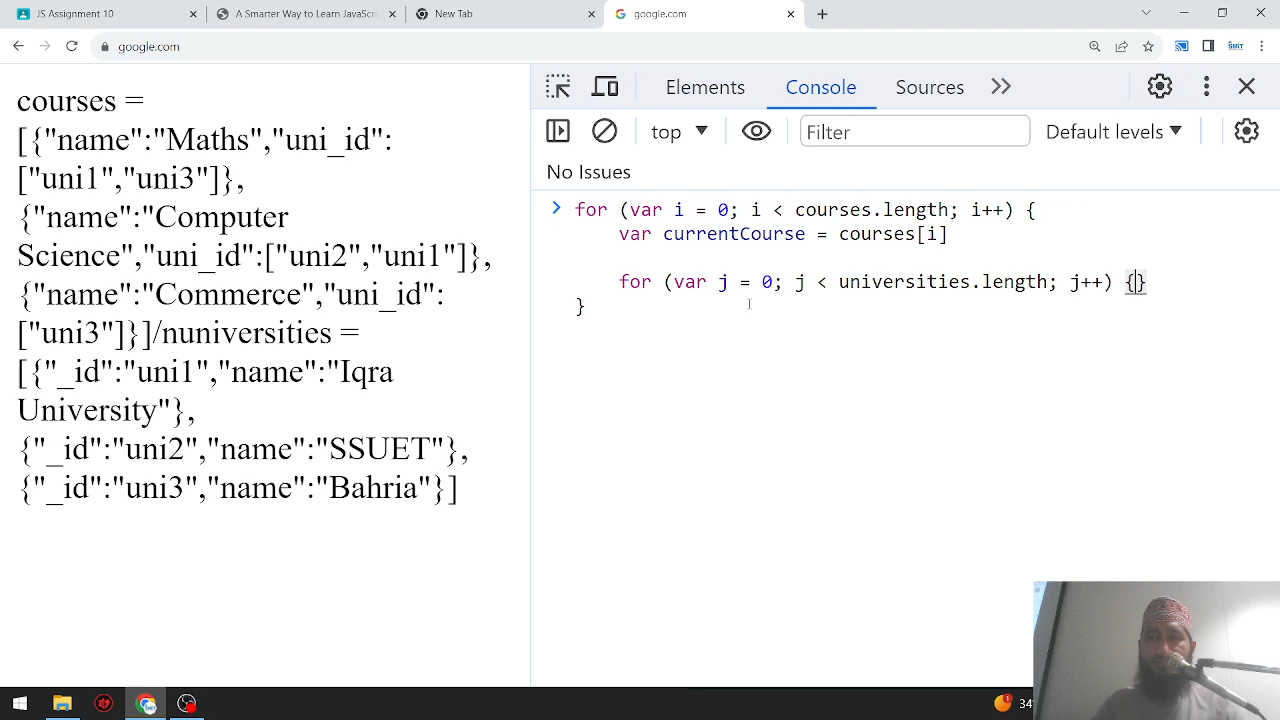 JS Assignment 10
A Smarter Way to Learn JavaScri
New Tab
google.com
google.com
courses =
[{"name":"Maths","uni_id":
["uni1","uni3"]},
{"name":"Computer
Science","uni_id":["uni2","uni1"]},
{"name":"Commerce","uni_id":
["uni3"]}]/nuniversities =
[{"_id":"uni1","name":"Iqra
University"},
{"_id":"uni2","name":"SSUET"},
{"_id":"uni3","name":"Bahria"}]
Elements
Console
Sources
top
Filter
Default levels
No Issues
for (var i = 0; i < courses.length; i++) {
var currentCourse = courses[i]
for (var j = 0; j < universities.length; j++) {}
}
34°